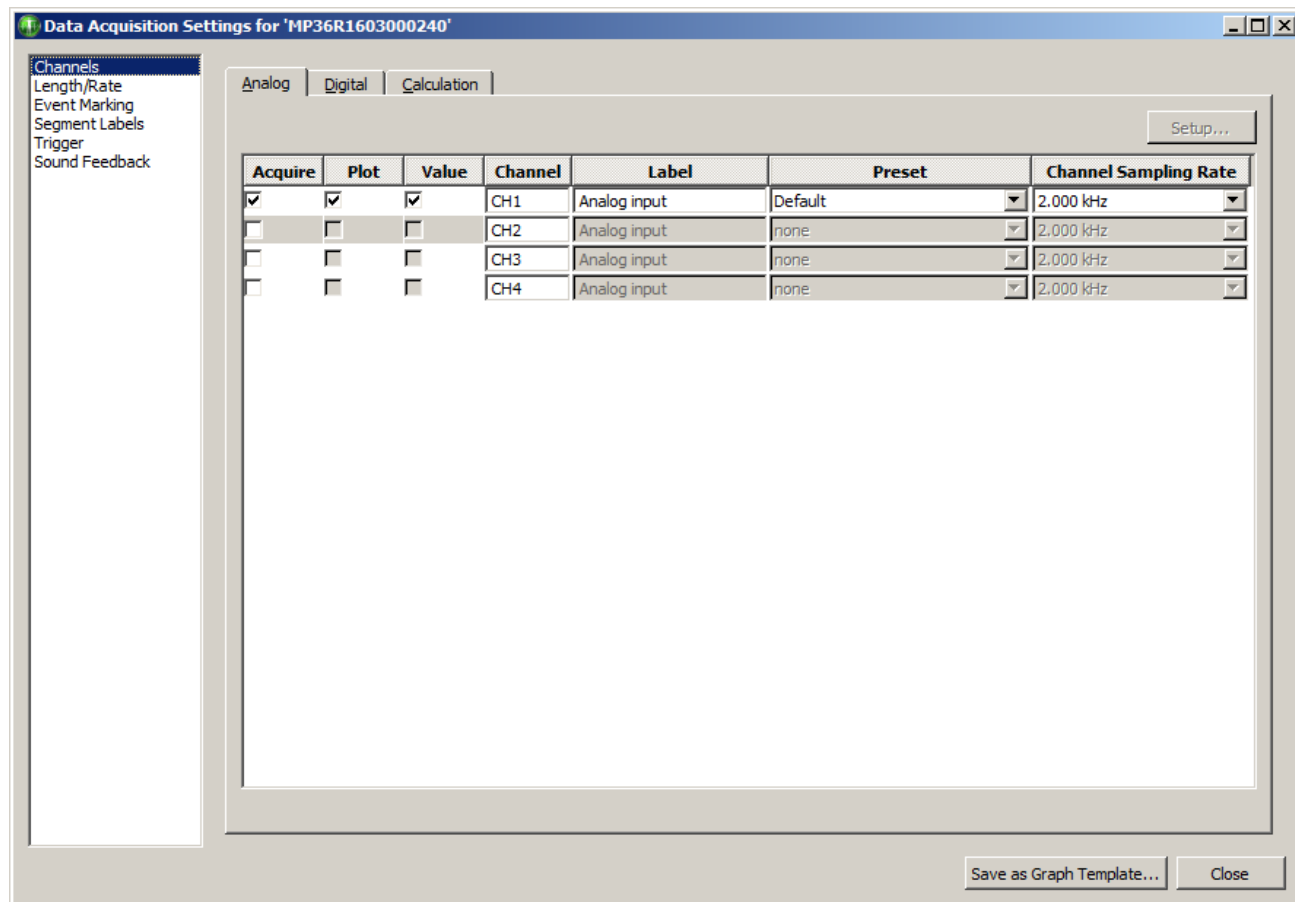 Data Acquisition Settings for 'MP36R1603000240'
Channels
Length/Rate
Event Marking
Segment Labels
Trigger
Sound Feedback
Analog Digital Calculation
Setup...
Acquire Plot Value Channel Label Preset Channel Sampling Rate
CH1 Analog input Default 2.000 kHz
CH2 Analog input none 2.000 kHz
CH3 Analog input none 2.000 kHz
CH4 Analog input none 2.000 kHz
Save as Graph Template... Close